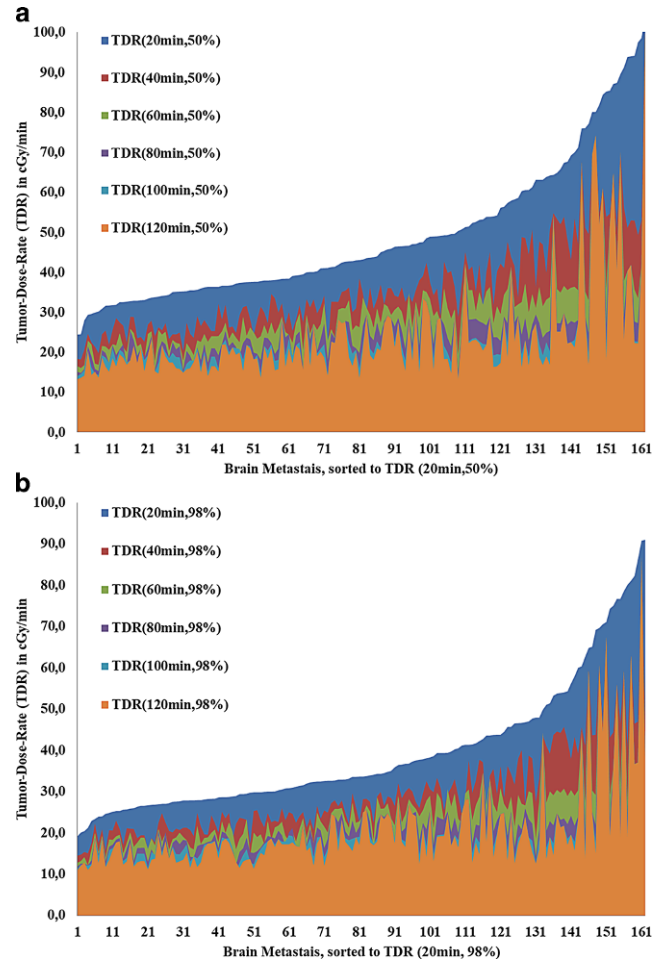 a
100,0
90,0
80,0
70,0
60,0
50,0
40,0
30,0
20,0
10,0
0,0
Tumor-Dose-Rate (TDR) in cGy/min
TDR(20min,50%)
TDR(40min,50%)
TDR(60min,50%)
TDR(80min,50%)
TDR(100min,50%)
TDR(120min,50%)
1 11 21 31 41 51 61 71 81 91 101 111 121 131 141 151 161
Brain Metastais, sorted to TDR (20min,50%)
b
100,0
90,0
80,0
70,0
60,0
50,0
40,0
30,0
20,0
10,0
0,0
Tumor-Dose-Rate (TDR) in cGy/min
TDR(20min,98%)
TDR(40min,98%)
TDR(60min,98%)
TDR(80min,98%)
TDR(100min,98%)
TDR(120min,98%)
1 11 21 31 41 51 61 71 81 91 101 111 121 131 141 151 161
Brain Metastais, sorted to TDR (20min, 98%)